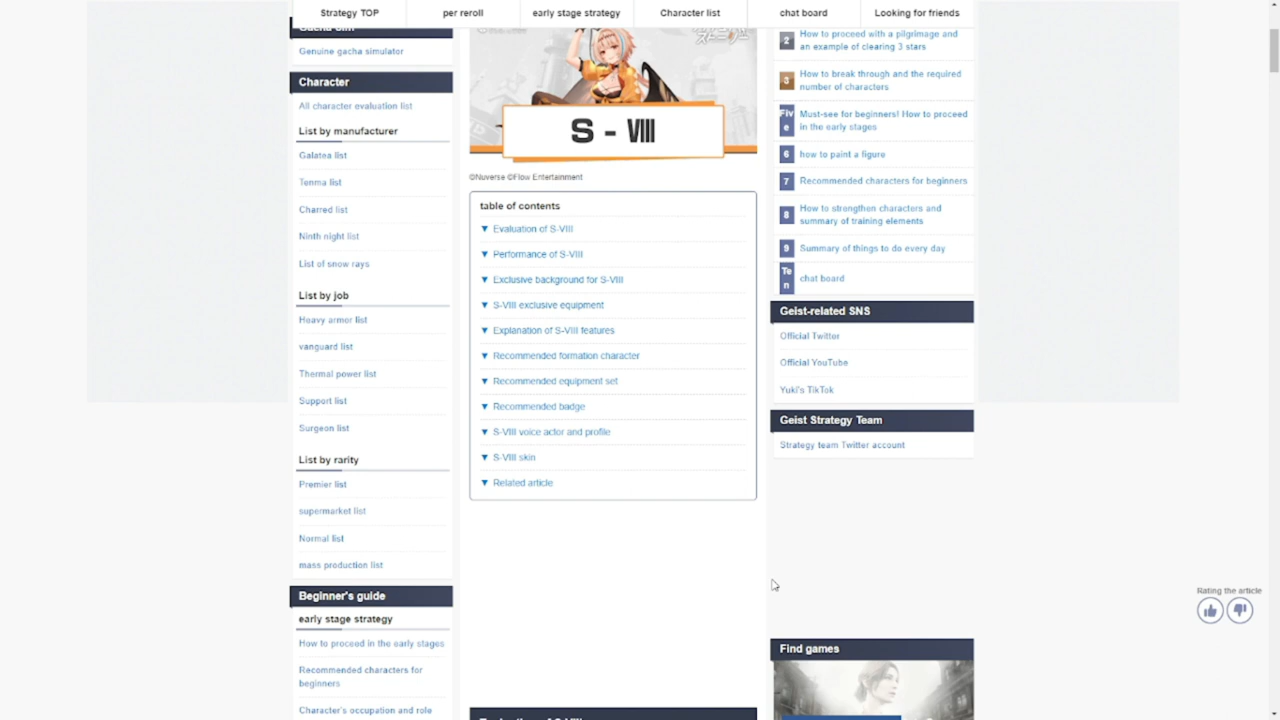 Strategy TOP
per reroll
early stage strategy
Character list
chat board
Looking for friends
Genuine gacha simulator
Character
All character evaluation list
List by manufacturer
Galatea list
Tenma list
Charred list
Ninth night list
List of snow rays
List by job
Heavy armor list
vanguard list
Thermal power list
Support list
Surgeon list
List by rarity
Premier list
supermarket list
Normal list
mass production list
Beginner's guide
early stage strategy
How to proceed in the early stages
Recommended characters for
beginners
Character's occupation and role
S - VIII
©Nuverse ©Flow Entertainment
table of contents
▼ Evaluation of S-VIII
▼ Performance of S-VIII
▼ Exclusive background for S-VIII
▼ S-VIII exclusive equipment
▼ Explanation of S-VIII features
▼ Recommended formation character
▼ Recommended equipment set
▼ Recommended badge
▼ S-VIII voice actor and profile
▼ S-VIII skin
▼ Related article
2 How to proceed with a pilgrimage and
an example of clearing 3 stars
3 How to break through and the required
number of characters
Fiv
e
Must-see for beginners! How to proceed
in the early stages
6 how to paint a figure
7 Recommended characters for beginners
8 How to strengthen characters and
summary of training elements
9 Summary of things to do every day
Te
n
chat board
Geist-related SNS
Official Twitter
Official YouTube
Yuki's TikTok
Geist Strategy Team
Strategy team Twitter account
Find games
Rating the article